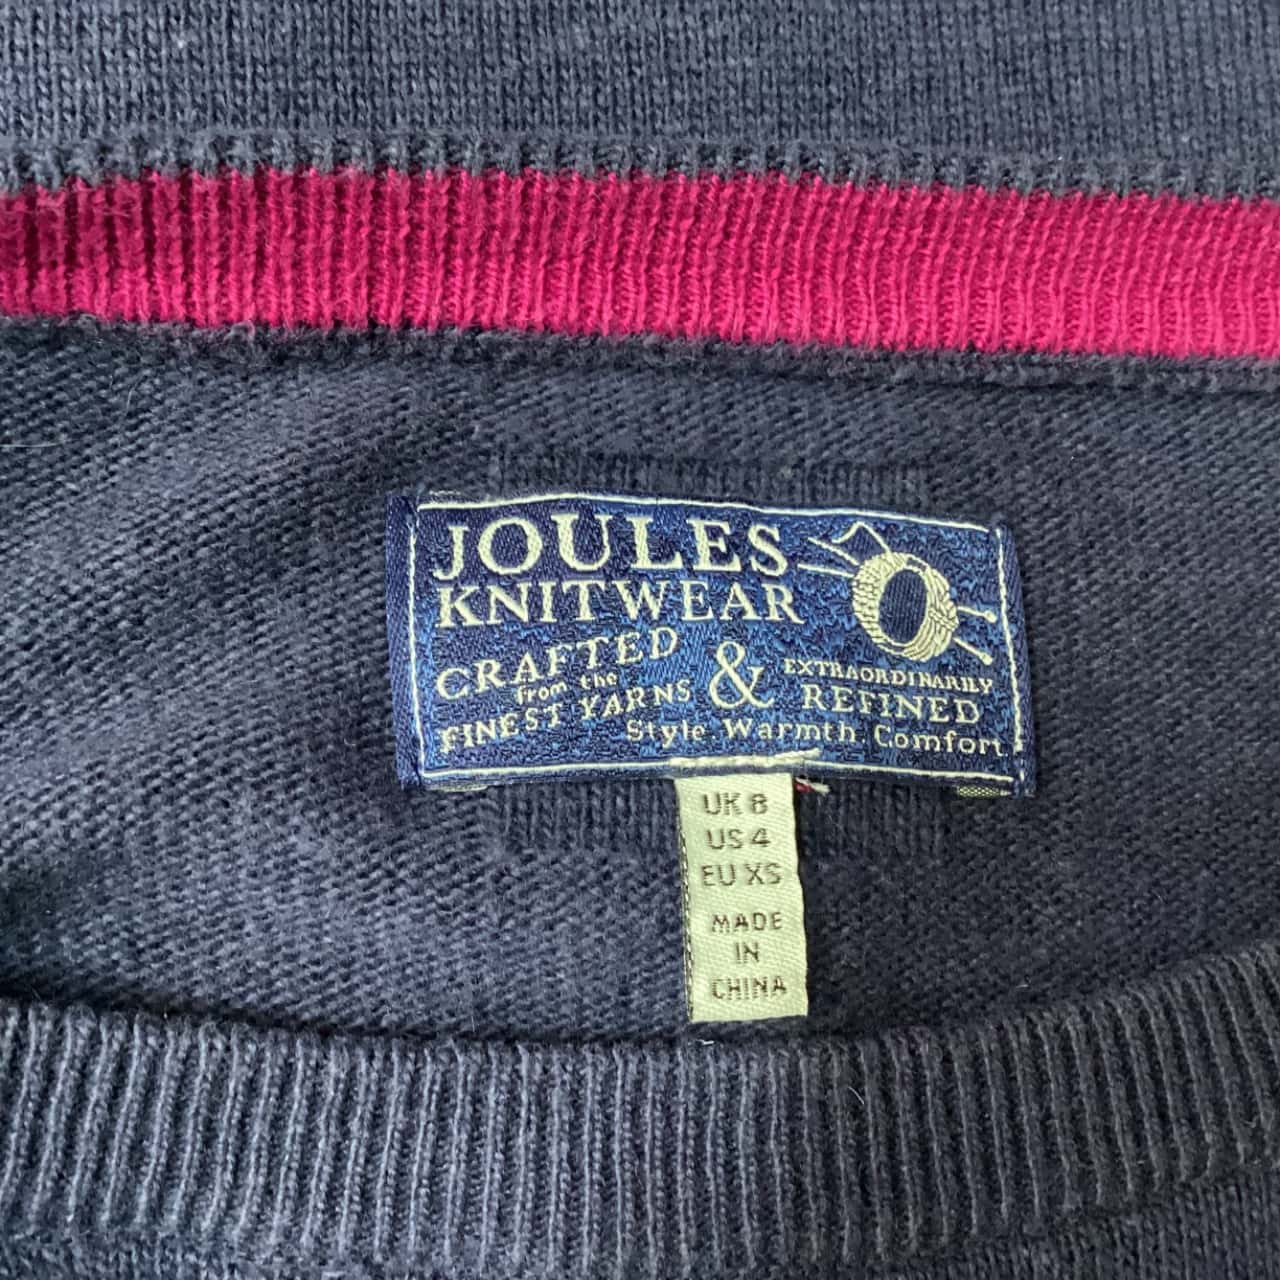 JOULES
KNITWEAR
CRAFTED
from the
FINEST YARNS
&
EXTRAORDINARILY
REFINED
Style. Warmth. Comfort.
UK 8
US 4
EU XS
MADE
IN
CHINA